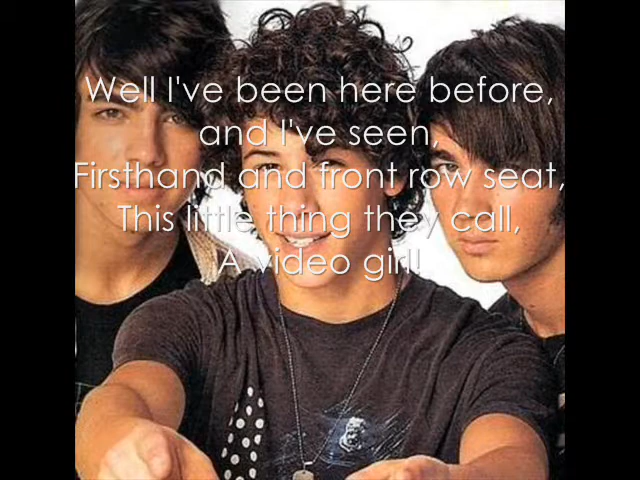 Well I've been here before,
and I've seen,
Firsthand and front row seat,
This little thing they call,
A video girl!